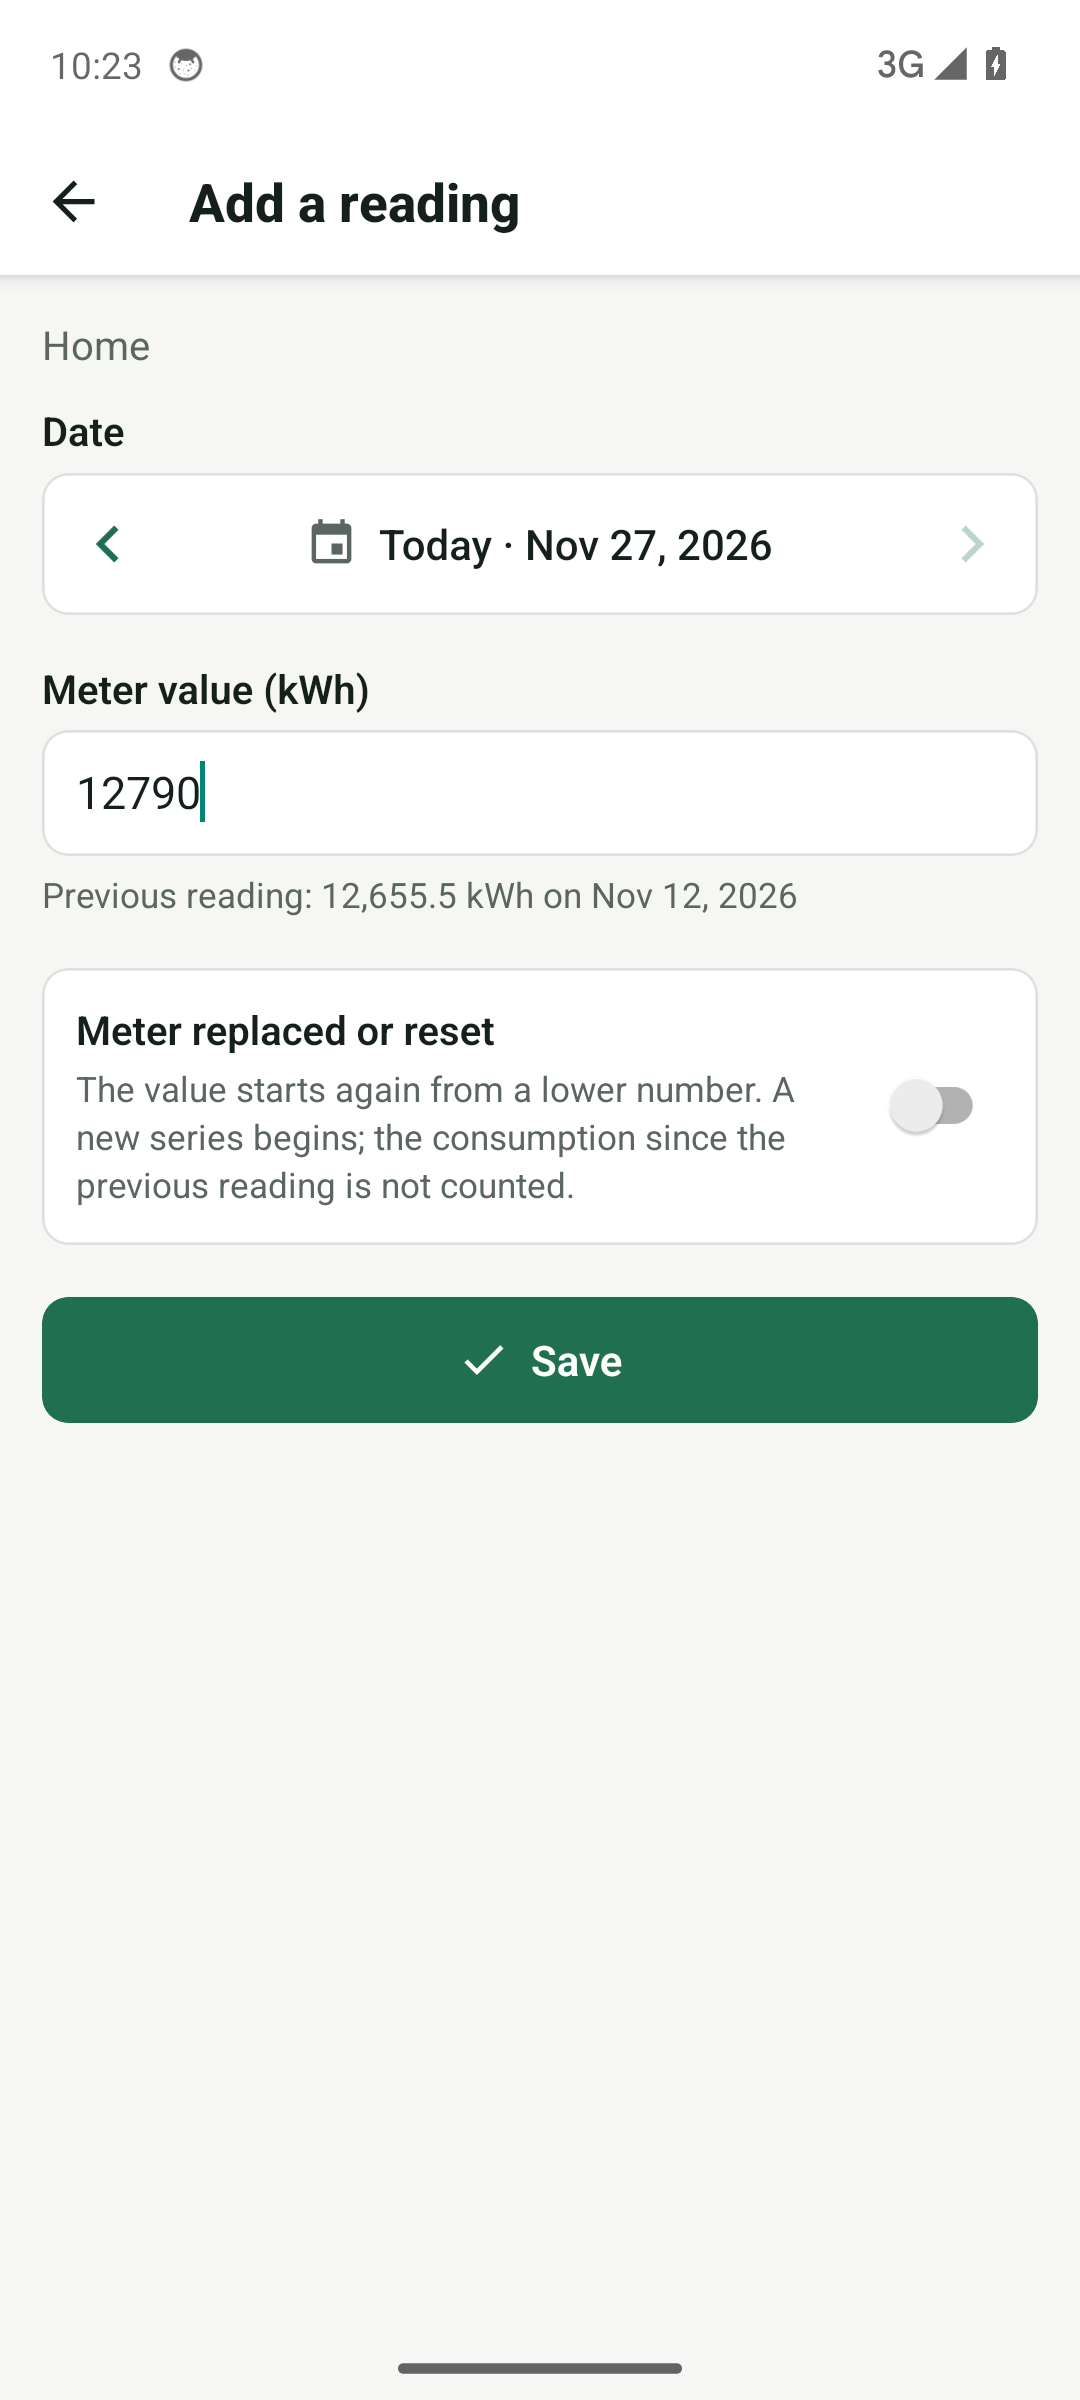 10:23
3G
Add a reading
Home
Date
Today · Nov 27, 2026
Meter value (kWh)
12790
Previous reading: 12,655.5 kWh on Nov 12, 2026
Meter replaced or reset
The value starts again from a lower number. A
new series begins; the consumption since the
previous reading is not counted.
Save